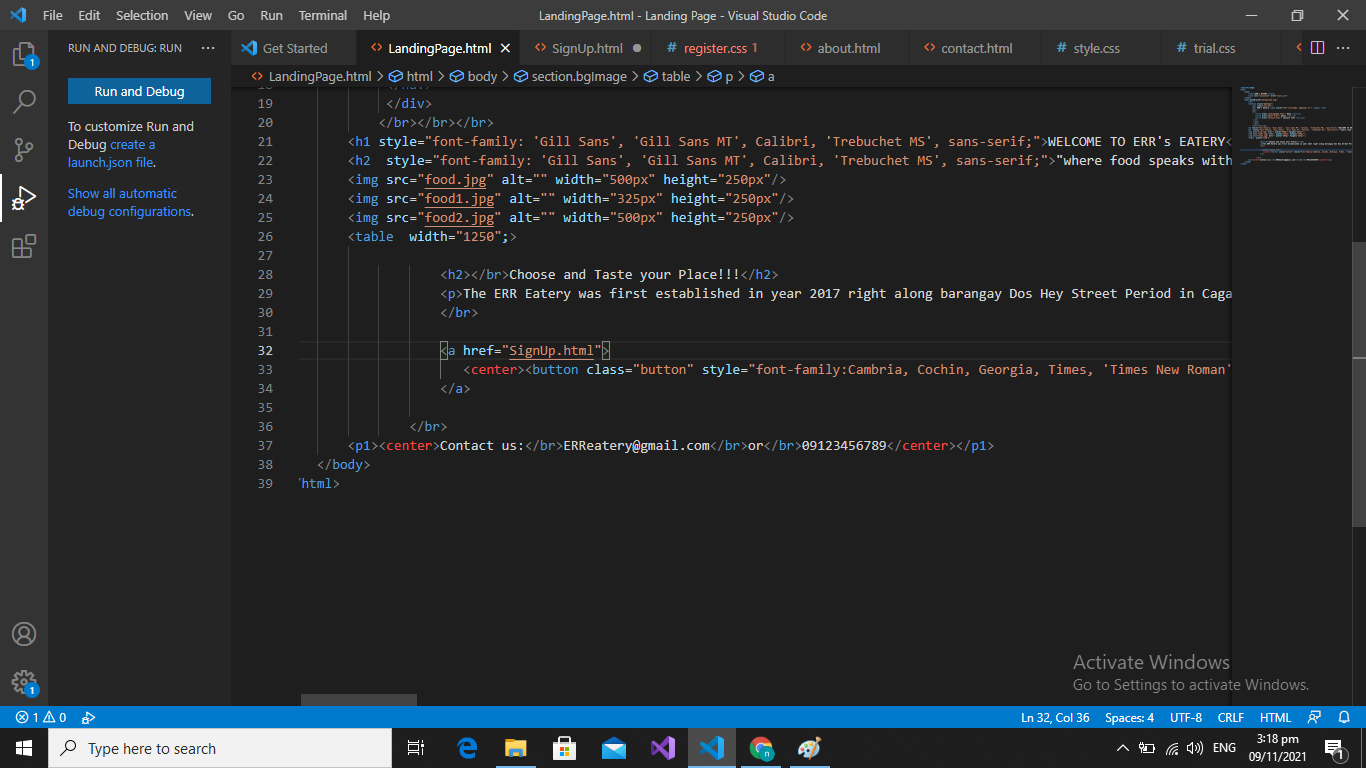 File Edit Selection View Go Run Terminal Help LandingPage.html - Landing Page - Visual Studio Code
RUN AND DEBUG: RUN ...
Get Started LandingPage.html SignUp.html register.css 1 about.html contact.html style.css trial.css
LandingPage.html > html > body > section.bgImage > table > p > a
Run and Debug
To customize Run and
Debug create a
launch.json file.
Show all automatic
debug configurations.
18 </div>
19 </div>
20 </br></br></br>
21 <h1 style="font-family: 'Gill Sans', 'Gill Sans MT', Calibri, 'Trebuchet MS', sans-serif;">WELCOME TO ERR's EATERY<
22 <h2  style="font-family: 'Gill Sans', 'Gill Sans MT', Calibri, 'Trebuchet MS', sans-serif;">"where food speaks with
23 <img src="food.jpg" alt="" width="500px" height="250px"/>
24 <img src="food1.jpg" alt="" width="325px" height="250px"/>
25 <img src="food2.jpg" alt="" width="500px" height="250px"/>
26 <table  width="1250";>
27
28 <h2></br>Choose and Taste your Place!!!</h2>
29 <p>The ERR Eatery was first established in year 2017 right along barangay Dos Hey Street Period in Caga
30 </br>
31
32 <a href="SignUp.html">
33 <center><button class="button" style="font-family:Cambria, Cochin, Georgia, Times, 'Times New Roman'
34 </a>
35
36 </br>
37 <p1><center>Contact us:</br>ERReatery@gmail.com</br>or</br>09123456789</center></p1>
38 </body>
39 /html>
Activate Windows
Go to Settings to activate Windows.
1 0 Ln 32, Col 36 Spaces: 4 UTF-8 CRLF HTML
Type here to search
ENG
3:18 pm
09/11/2021
1
1
1